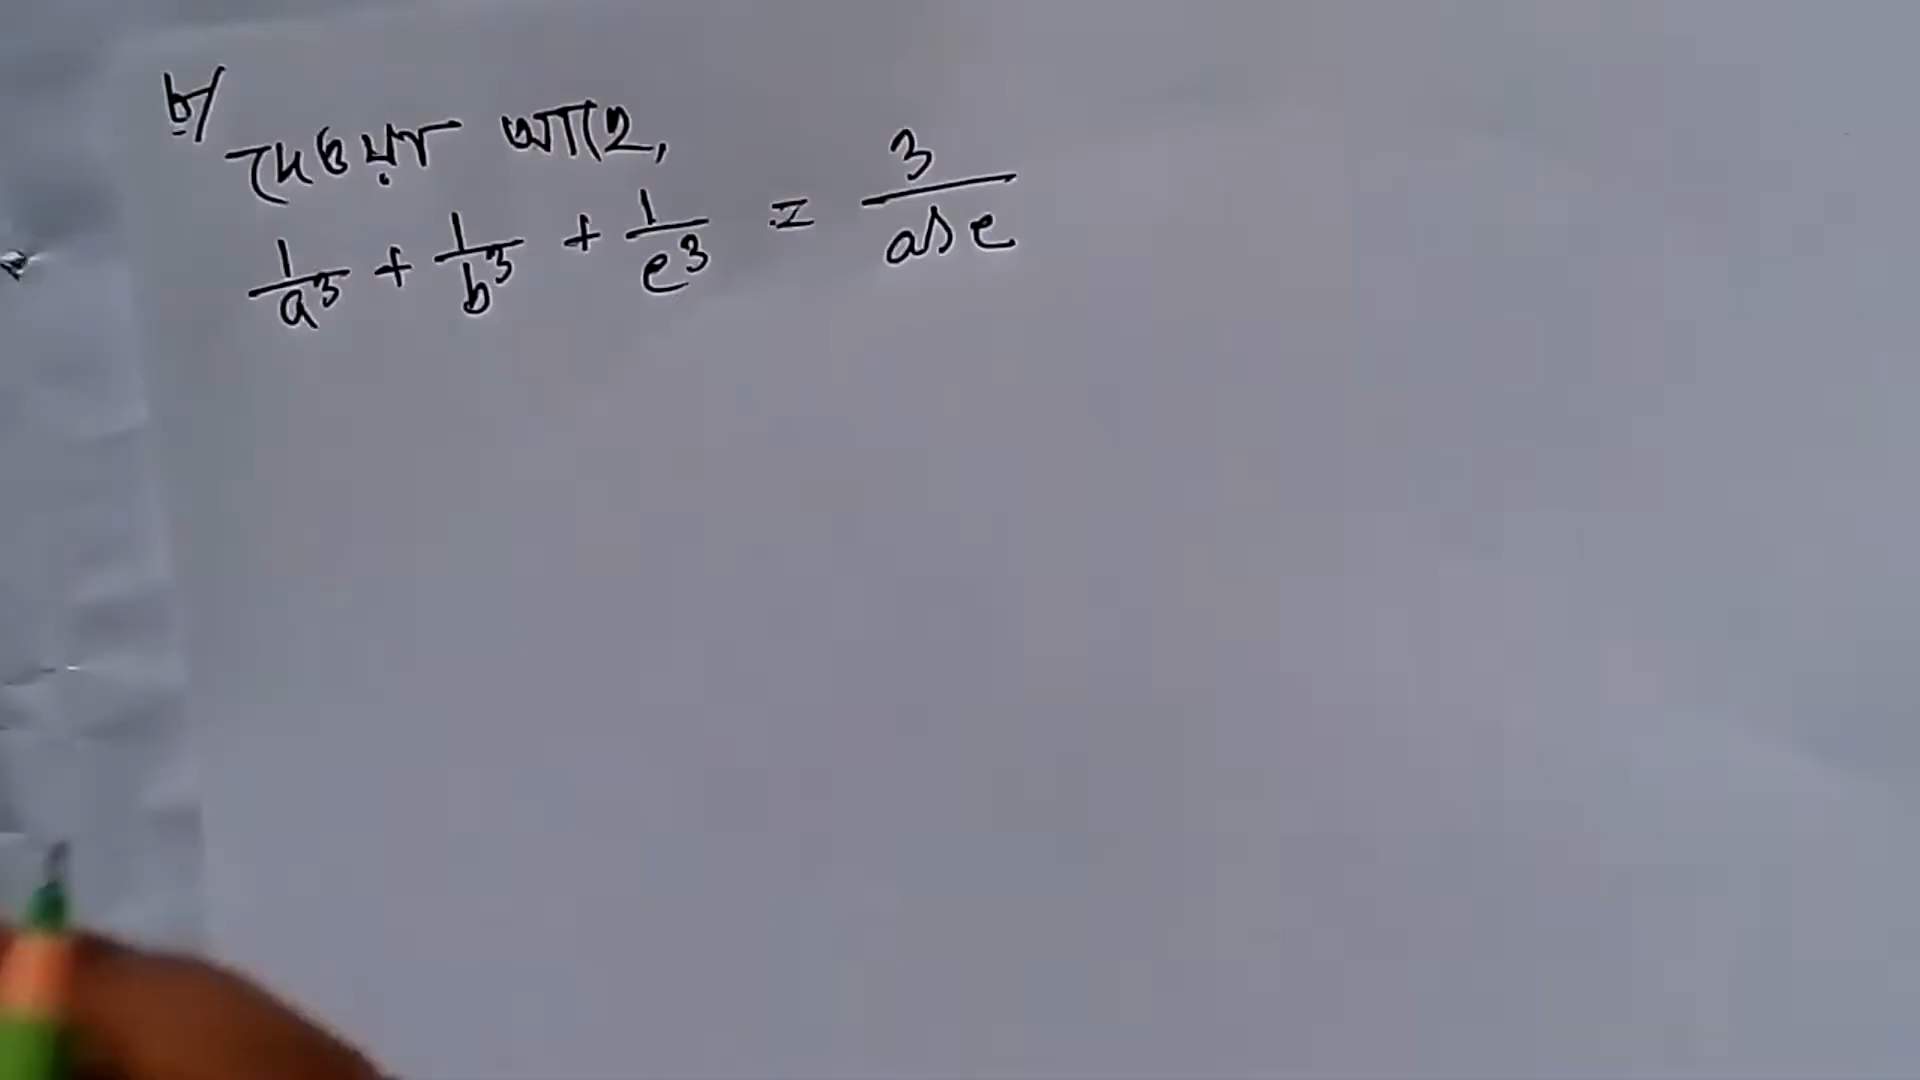 b/
দেওয়া আছে,
1/a³ + 1/b³ + 1/c³ = 3/abc